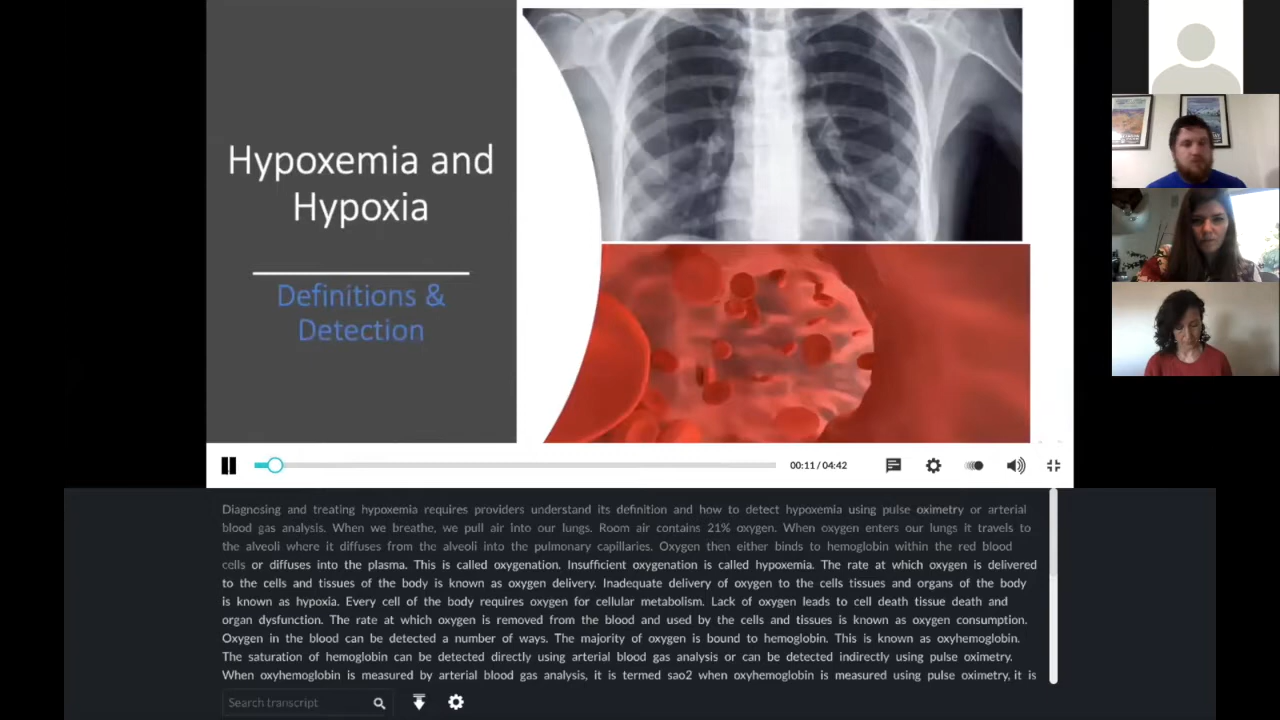 Hypoxemia and
Hypoxia
Definitions &
Detection
00:11 / 04:42
Diagnosing and treating hypoxemia requires providers understand its definition and how to detect hypoxemia using pulse oximetry or arterial
blood gas analysis. When we breathe, we pull air into our lungs. Room air contains 21% oxygen. When oxygen enters our lungs it travels to
the alveoli where it diffuses from the alveoli into the pulmonary capillaries. Oxygen then either binds to hemoglobin within the red blood
cells or diffuses into the plasma. This is called oxygenation. Insufficient oxygenation is called hypoxemia. The rate at which oxygen is delivered
to the cells and tissues of the body is known as oxygen delivery. Inadequate delivery of oxygen to the cells tissues and organs of the body
is known as hypoxia. Every cell of the body requires oxygen for cellular metabolism. Lack of oxygen leads to cell death tissue death and
organ dysfunction. The rate at which oxygen is removed from the blood and used by the cells and tissues is known as oxygen consumption.
Oxygen in the blood can be detected a number of ways. The majority of oxygen is bound to hemoglobin. This is known as oxyhemoglobin.
The saturation of hemoglobin can be detected directly using arterial blood gas analysis or can be detected indirectly using pulse oximetry.
When oxyhemoglobin is measured by arterial blood gas analysis, it is termed sao2 when oxyhemoglobin is measured using pulse oximetry, it is
Search transcript